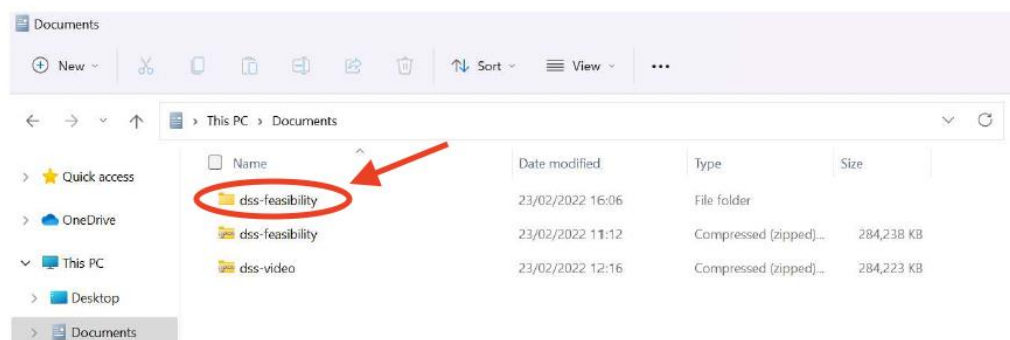 Documents
New
Sort
View
This PC > Documents
Name
Date modified
Type
Size
Quick access
dss-feasibility
23/02/2022 16:06
File folder
OneDrive
dss-feasibility
23/02/2022 11:12
Compressed (zipped)...
284,238 KB
This PC
dss-video
23/02/2022 12:16
Compressed (zipped)...
284,223 KB
Desktop
Documents